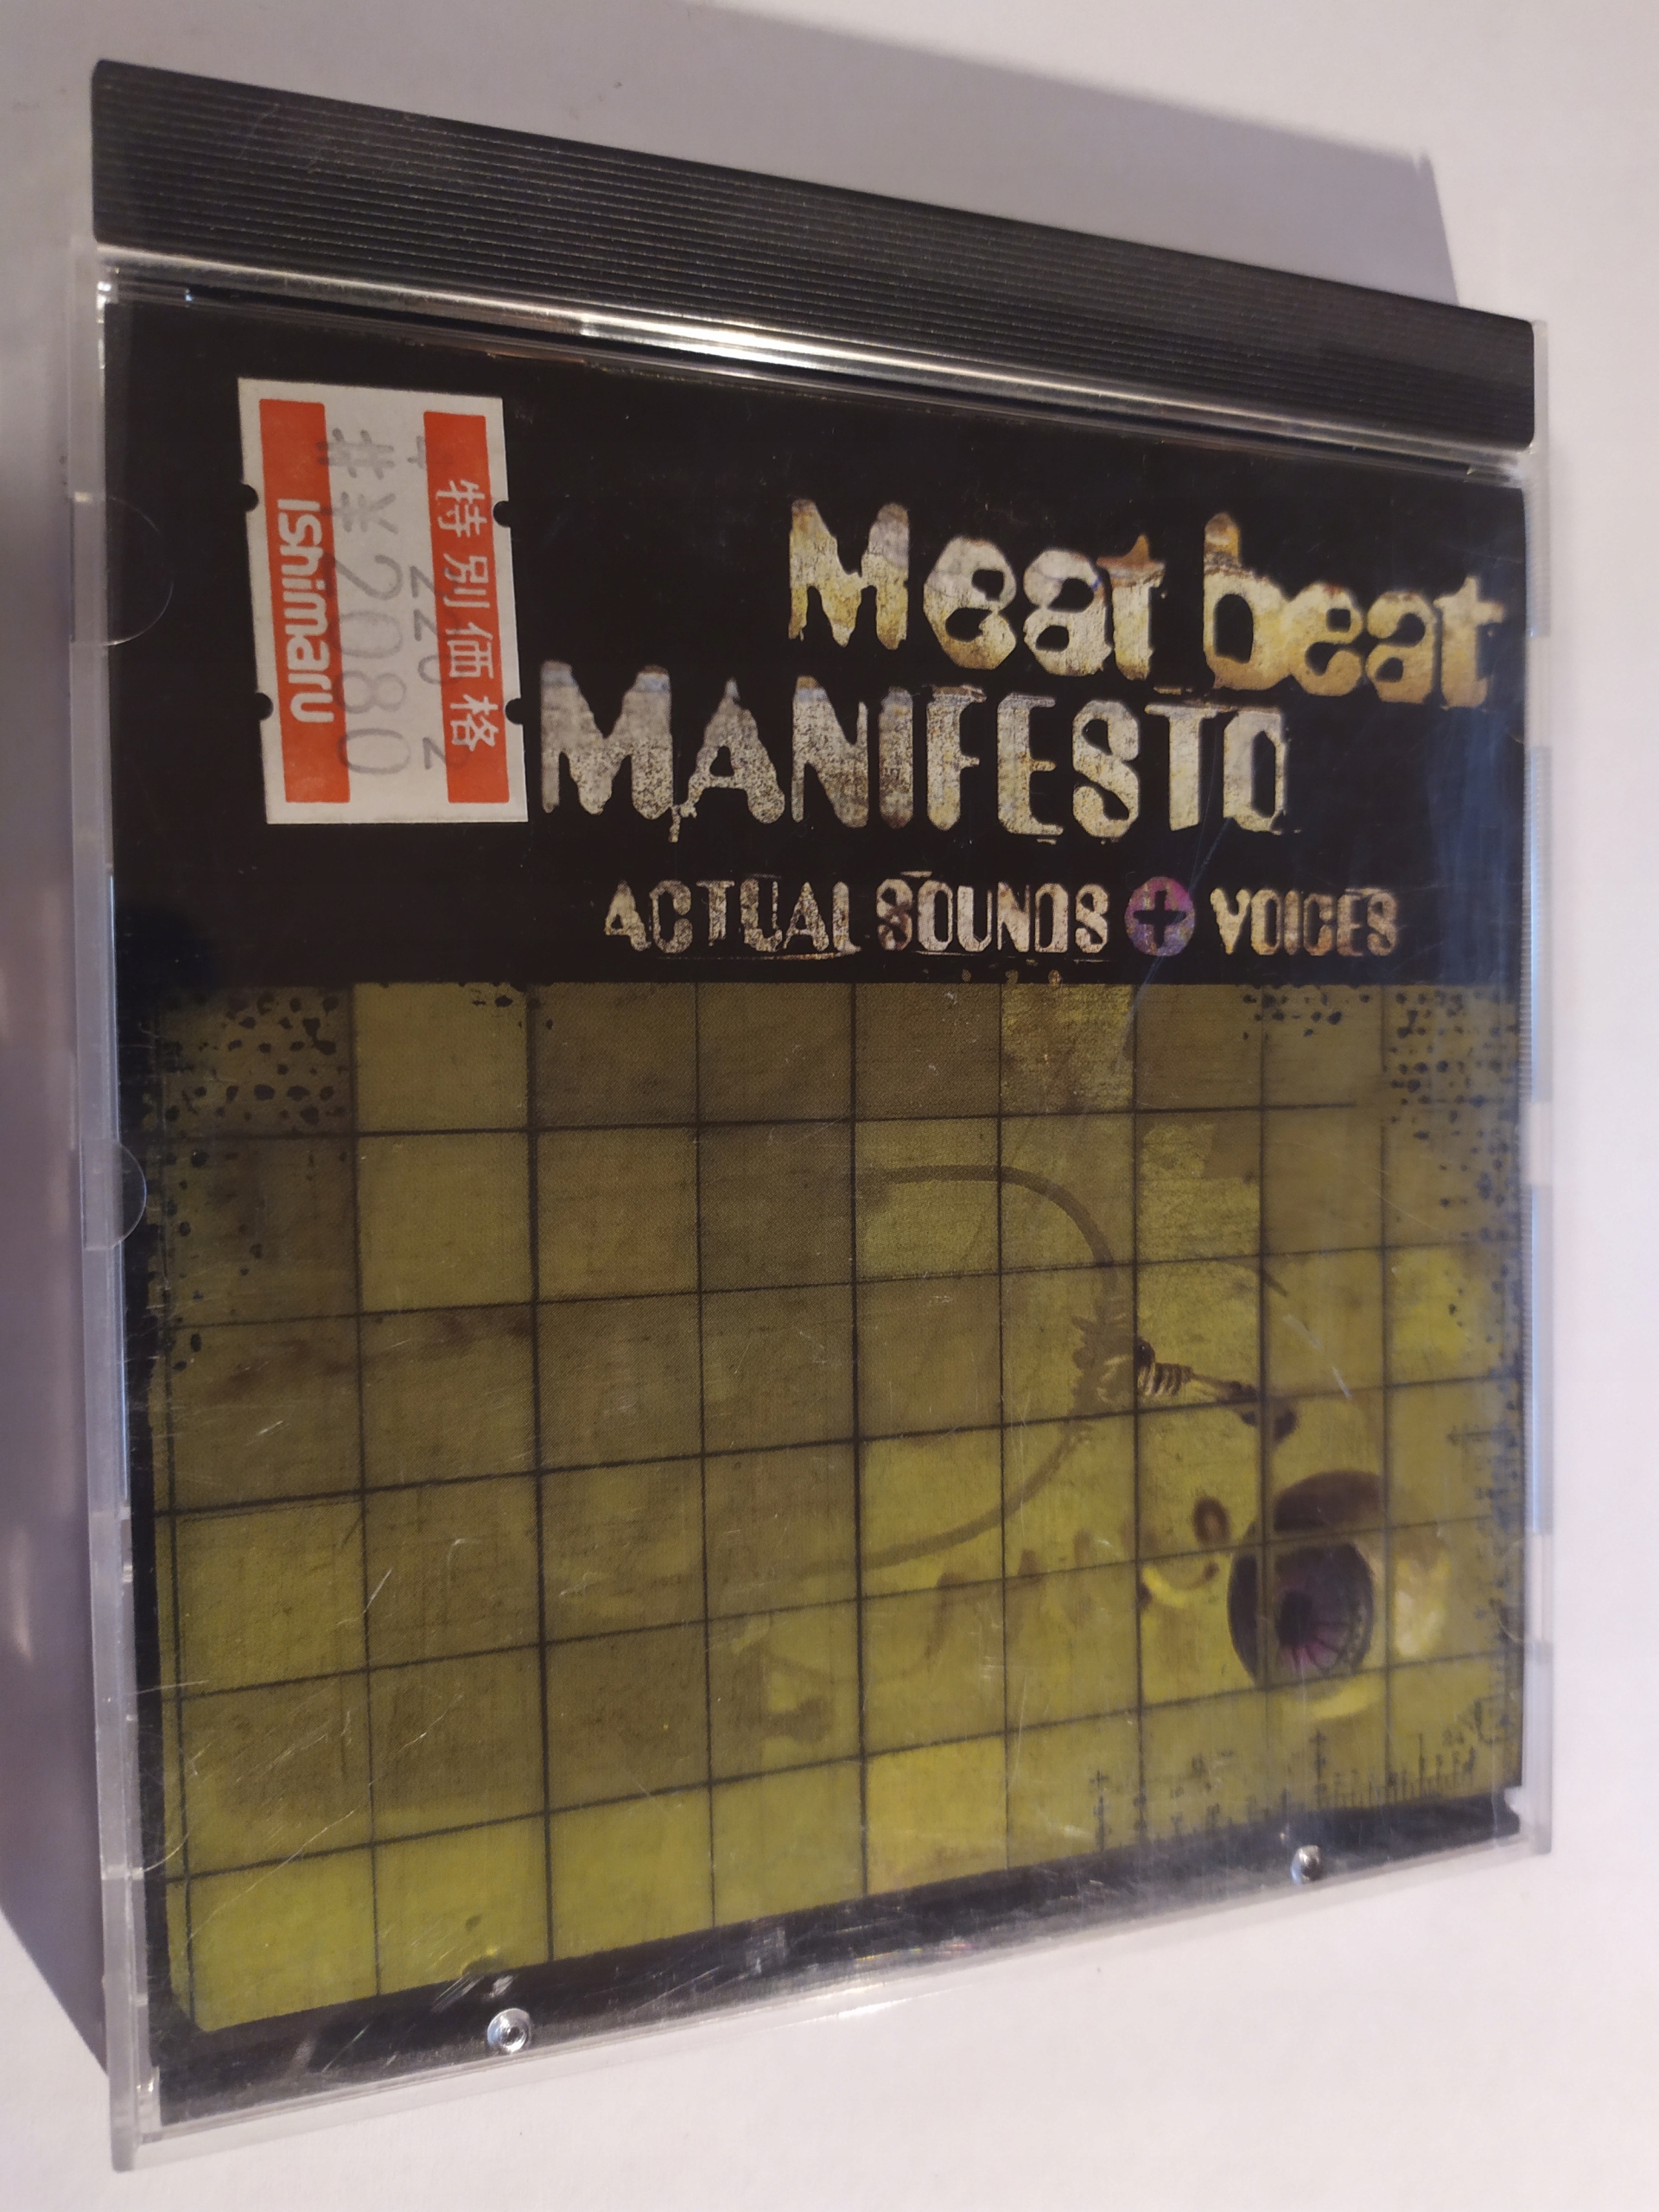 Meat beat
MANIFESTO
ACTUAL SOUNDS + VOICES
特別価格
#¥2080
Ishimaru